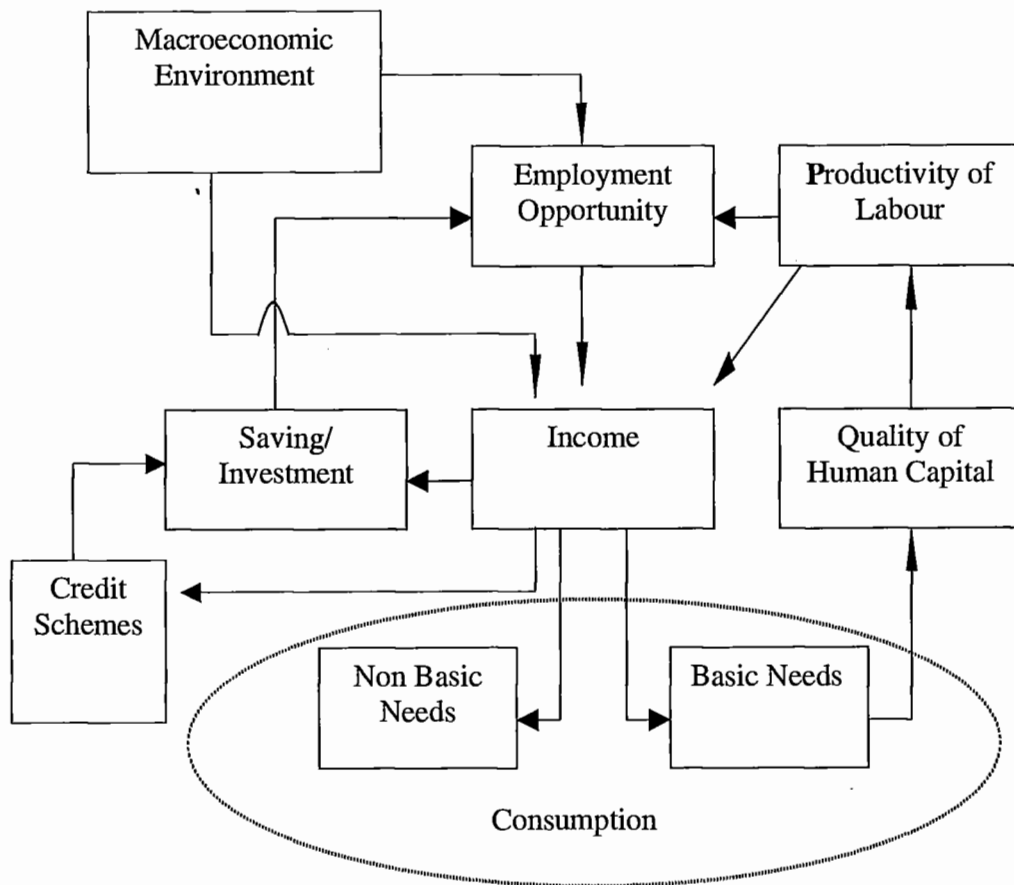 Macroeconomic
Environment
Employment
Opportunity
Productivity of
Labour
Saving/
Investment
Income
Quality of
Human Capital
Credit
Schemes
Non Basic
Needs
Basic Needs
Consumption